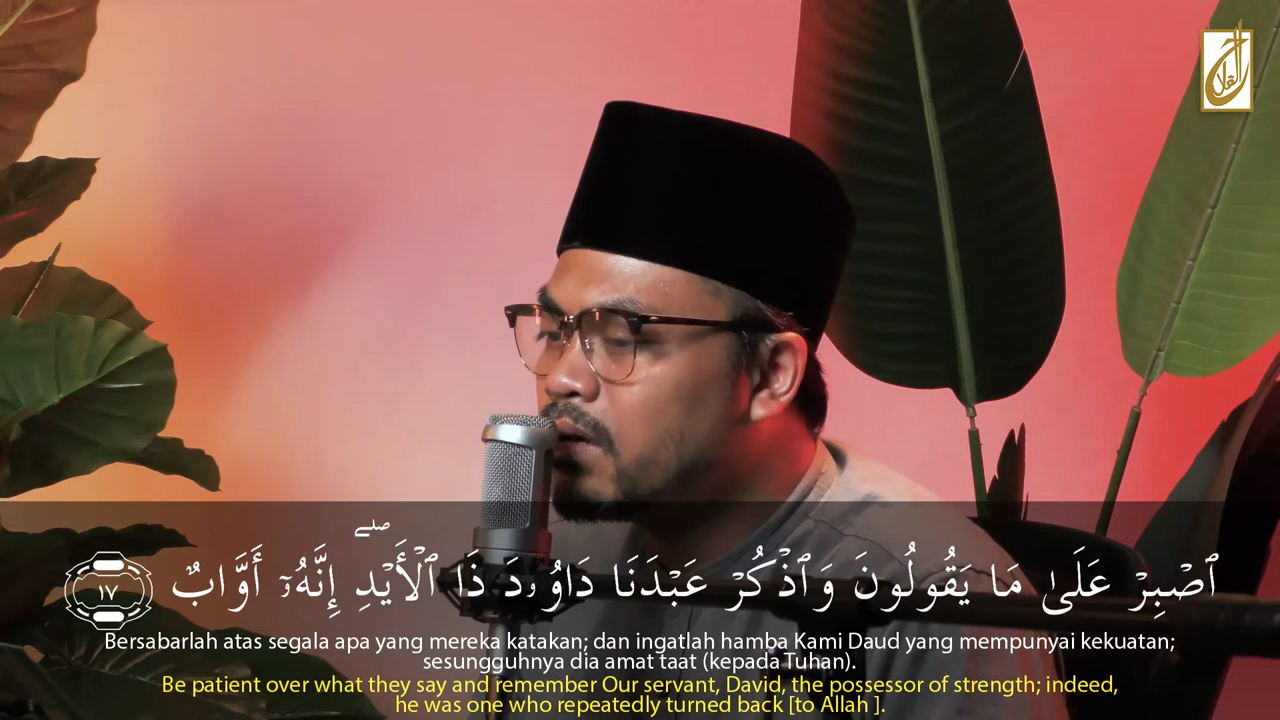 العلاج
صلے
ٱصْبِرْ عَلَىٰ مَا يَقُولُونَ وَٱذْكُرْ عَبْدَنَا دَاوُۥدَ ذَا ٱلْأَيْدِ ۖ إِنَّهُۥٓ أَوَّابٌ ١٧
Bersabarlah atas segala apa yang mereka katakan; dan ingatlah hamba Kami Daud yang mempunyai kekuatan;
sesungguhnya dia amat taat (kepada Tuhan).
Be patient over what they say and remember Our servant, David, the possessor of strength; indeed,
he was one who repeatedly turned back [to Allah ].